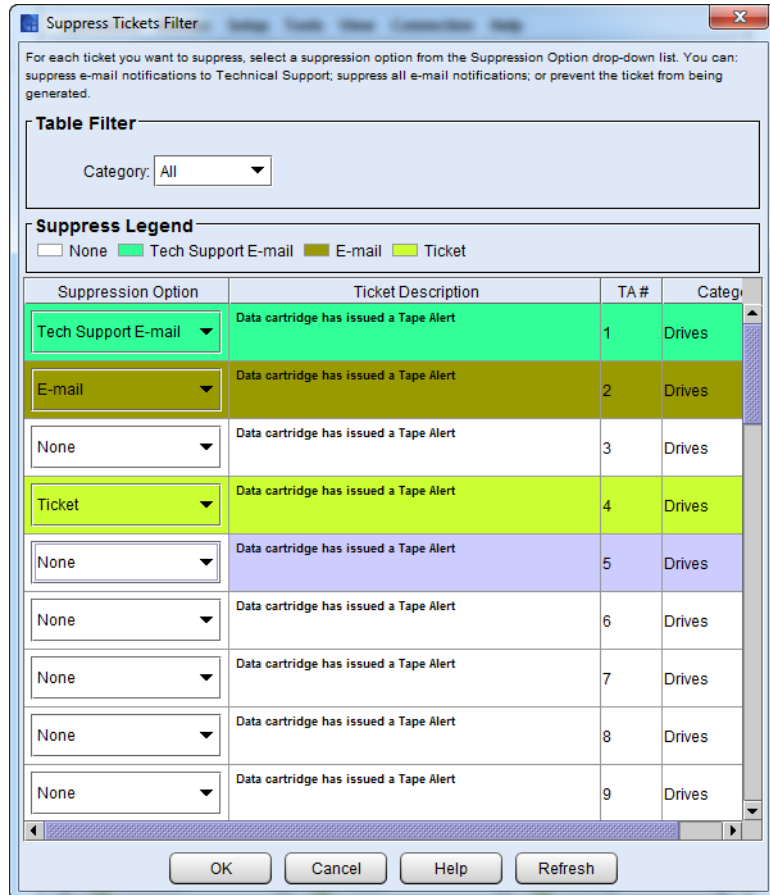 Suppress Tickets Filter
Setup Tools View Connection Help
For each ticket you want to suppress, select a suppression option from the Suppression Option drop-down list. You can:
suppress e-mail notifications to Technical Support; suppress all e-mail notifications; or prevent the ticket from being
generated.
Table Filter
Category: All
Suppress Legend
None Tech Support E-mail E-mail Ticket
Suppression Option Ticket Description TA # Catego
Tech Support E-mail Data cartridge has issued a Tape Alert 1 Drives
E-mail Data cartridge has issued a Tape Alert 2 Drives
None Data cartridge has issued a Tape Alert 3 Drives
Ticket Data cartridge has issued a Tape Alert 4 Drives
None Data cartridge has issued a Tape Alert 5 Drives
None Data cartridge has issued a Tape Alert 6 Drives
None Data cartridge has issued a Tape Alert 7 Drives
None Data cartridge has issued a Tape Alert 8 Drives
None Data cartridge has issued a Tape Alert 9 Drives
OK Cancel Help Refresh